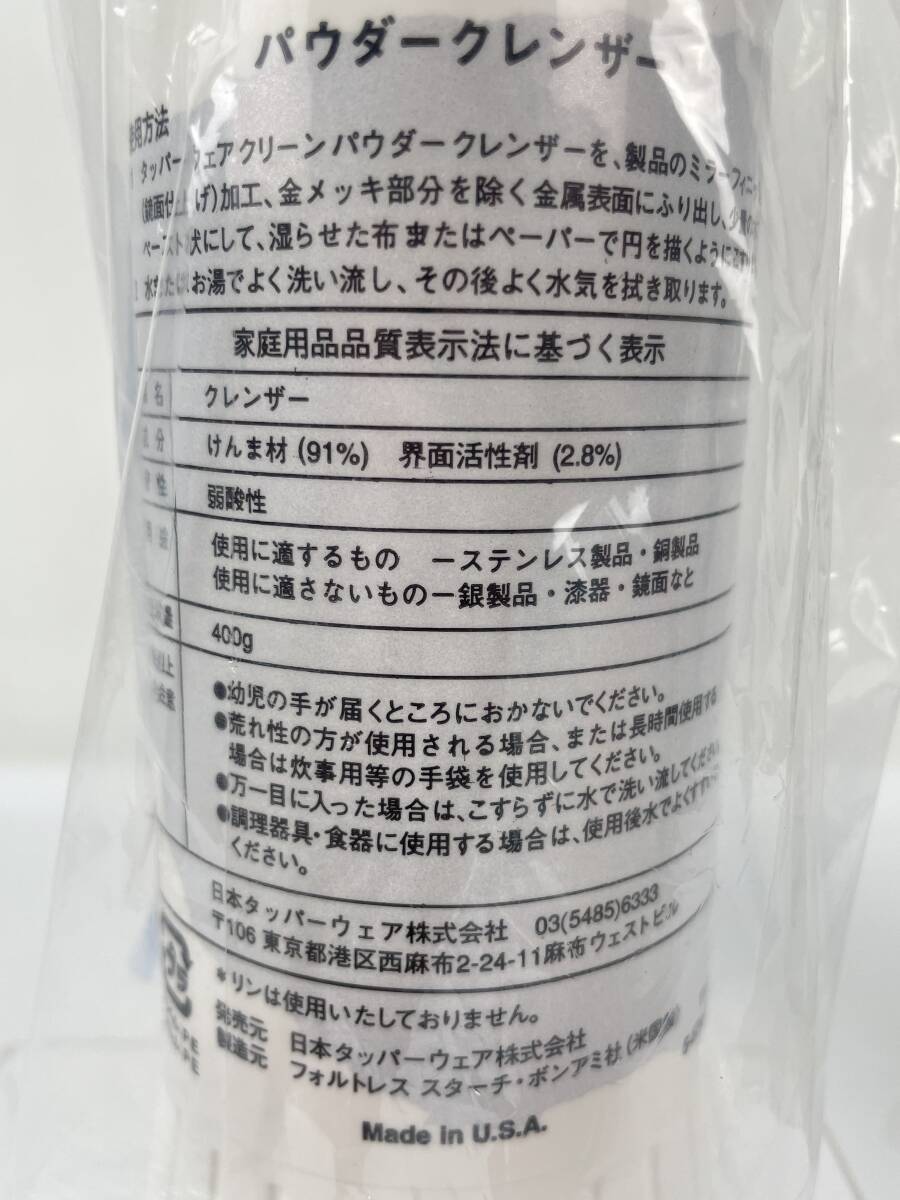 パウダークレンザー
使用方法
タッパーウェアクリーンパウダークレンザーを、製品のミラーフィニ
(鏡面仕上げ)加工、金メッキ部分を除く金属表面にふり出し、少量の
ペースト状にして、湿らせた布またはペーパーで円を描くように
水またはお湯でよく洗い流し、その後よく水気を拭き取ります。
家庭用品品質表示法に基づく表示
品名 クレンザー
成分 けんま材 (91%) 界面活性剤 (2.8%)
液性 弱酸性
用途 使用に適するもの ーステンレス製品・銅製品
使用に適さないものー銀製品・漆器・鏡面など
量 400g
●幼児の手が届くところにおかないでください。
●荒れ性の方が使用される場合、または長時間使用する
場合は炊事用等の手袋を使用してください。
●万一目に入った場合は、こすらずに水で洗い流してください
●調理器具・食器に使用する場合は、使用後水でよくすすい
ください。
日本タッパーウェア株式会社 03(5485)6333
〒106 東京都港区西麻布2-24-11麻布ウェストビル
*リンは使用いたしておりません。
発売元 日本タッパーウェア株式会社
製造元 フォルトレス スターチ・ボンアミ社 (米国製)
Made in U.S.A.